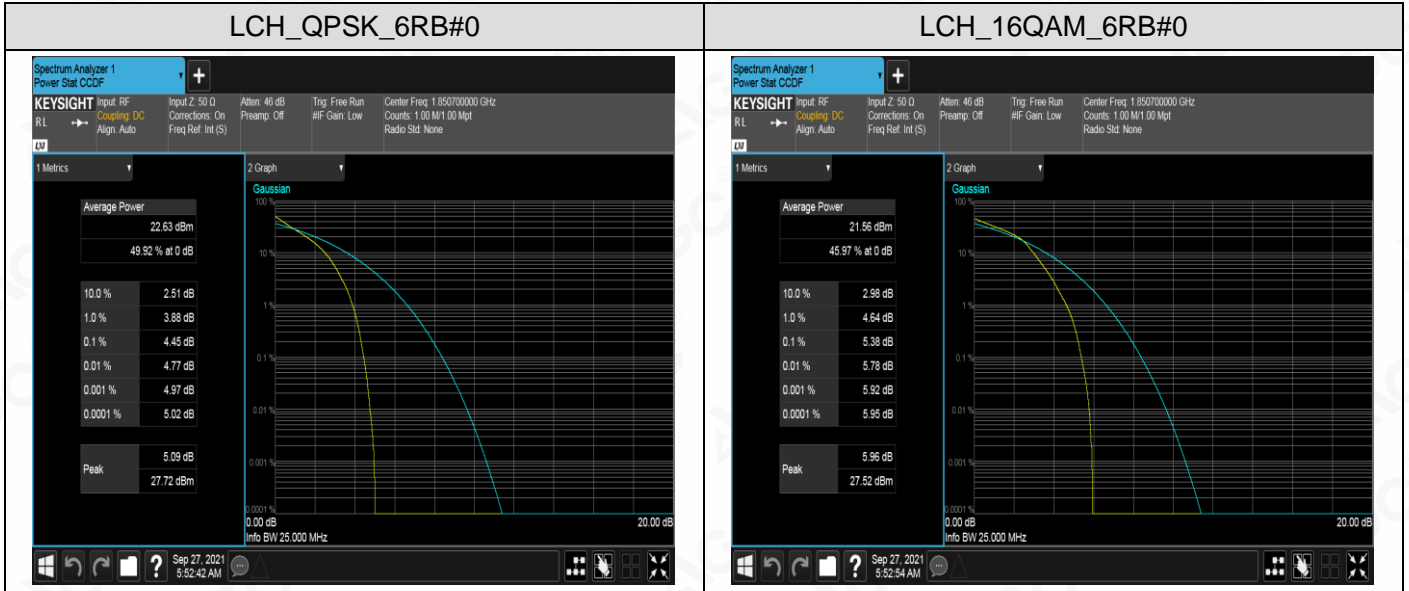 LCH_QPSK_6RB#0
Spectrum Analyzer 1
Power Stat CCDF
+
KEYSIGHT Input: RF Input Z: 50 Ω Atten: 46 dB Trig: Free Run Center Freq: 1.850700000 GHz
RL Coupling: DC Corrections: On Preamp: Off #IF Gain: Low Counts: 1.00 M/1.00 Mpt
Align: Auto Freq Ref: Int (S) Radio Std: None
LXI
1 Metrics
Average Power
22.63 dBm
49.92 % at 0 dB
10.0 % 2.51 dB
1.0 % 3.88 dB
0.1 % 4.45 dB
0.01 % 4.77 dB
0.001 % 4.97 dB
0.0001 % 5.02 dB
Peak 5.09 dB
27.72 dBm
2 Graph
Gaussian
100 %
10 %
1 %
0.1 %
0.01 %
0.001 %
0.0001 %
0.00 dB 20.00 dB
Info BW 25.000 MHz
? Sep 27, 2021
5:52:42 AM
LCH_16QAM_6RB#0
Spectrum Analyzer 1
Power Stat CCDF
+
KEYSIGHT Input: RF Input Z: 50 Ω Atten: 46 dB Trig: Free Run Center Freq: 1.850700000 GHz
RL Coupling: DC Corrections: On Preamp: Off #IF Gain: Low Counts: 1.00 M/1.00 Mpt
Align: Auto Freq Ref: Int (S) Radio Std: None
LXI
1 Metrics
Average Power
21.56 dBm
45.97 % at 0 dB
10.0 % 2.98 dB
1.0 % 4.64 dB
0.1 % 5.38 dB
0.01 % 5.78 dB
0.001 % 5.92 dB
0.0001 % 5.95 dB
Peak 5.96 dB
27.52 dBm
2 Graph
Gaussian
100 %
10 %
1 %
0.1 %
0.01 %
0.001 %
0.0001 %
0.00 dB 20.00 dB
Info BW 25.000 MHz
? Sep 27, 2021
5:52:54 AM